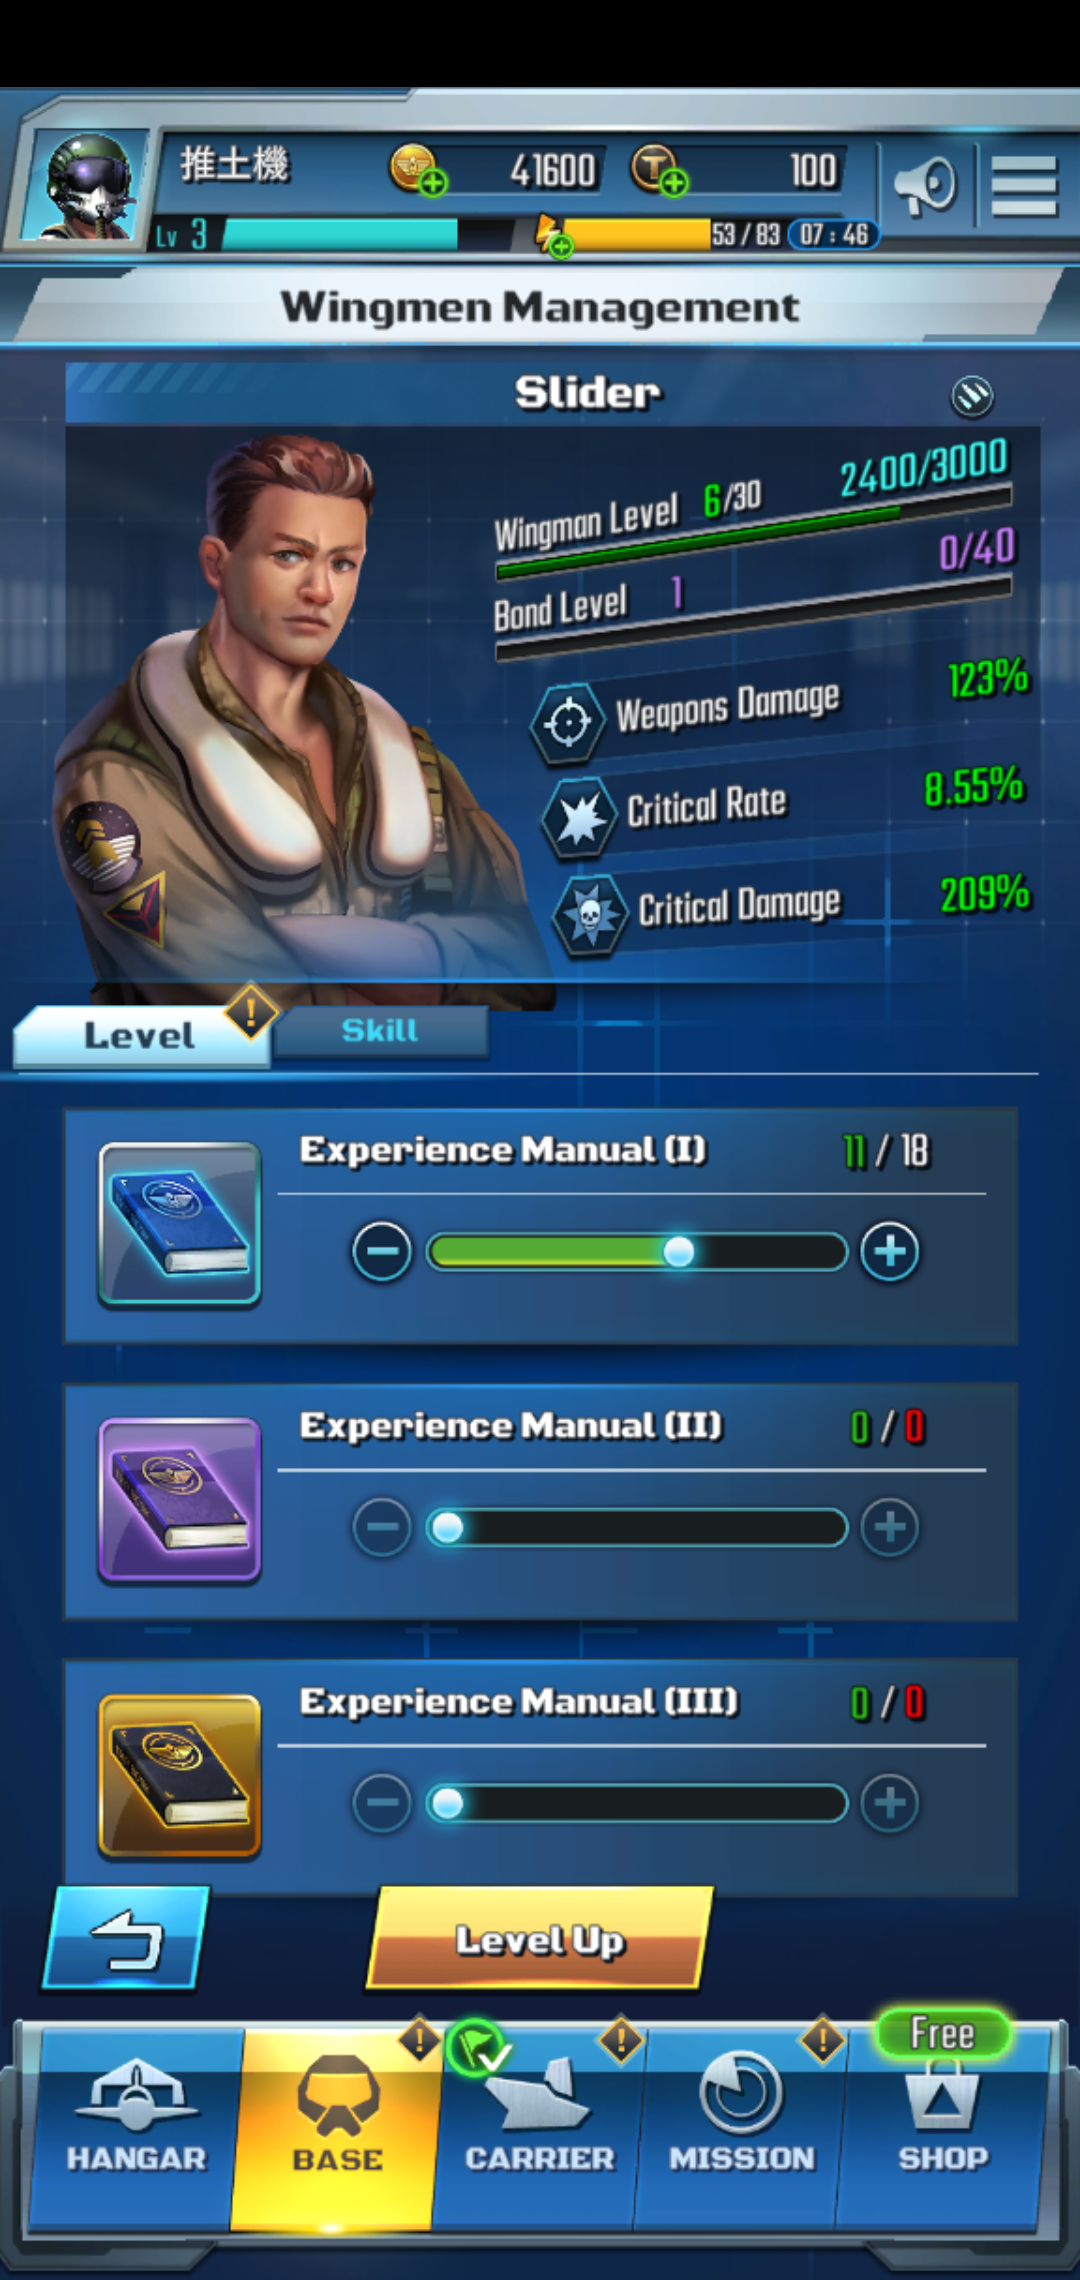 推土機
41600
100
Lv 3
53 / 83
07 : 46
Wingmen Management
Slider
Wingman Level 6/30 2400/3000
Bond Level 1 0/40
Weapons Damage 123%
Critical Rate 8.55%
Critical Damage 209%
Level
Skill
Experience Manual (I) 11 / 18
Experience Manual (II) 0 / 0
Experience Manual (III) 0 / 0
Level Up
Free
HANGAR
BASE
CARRIER
MISSION
SHOP